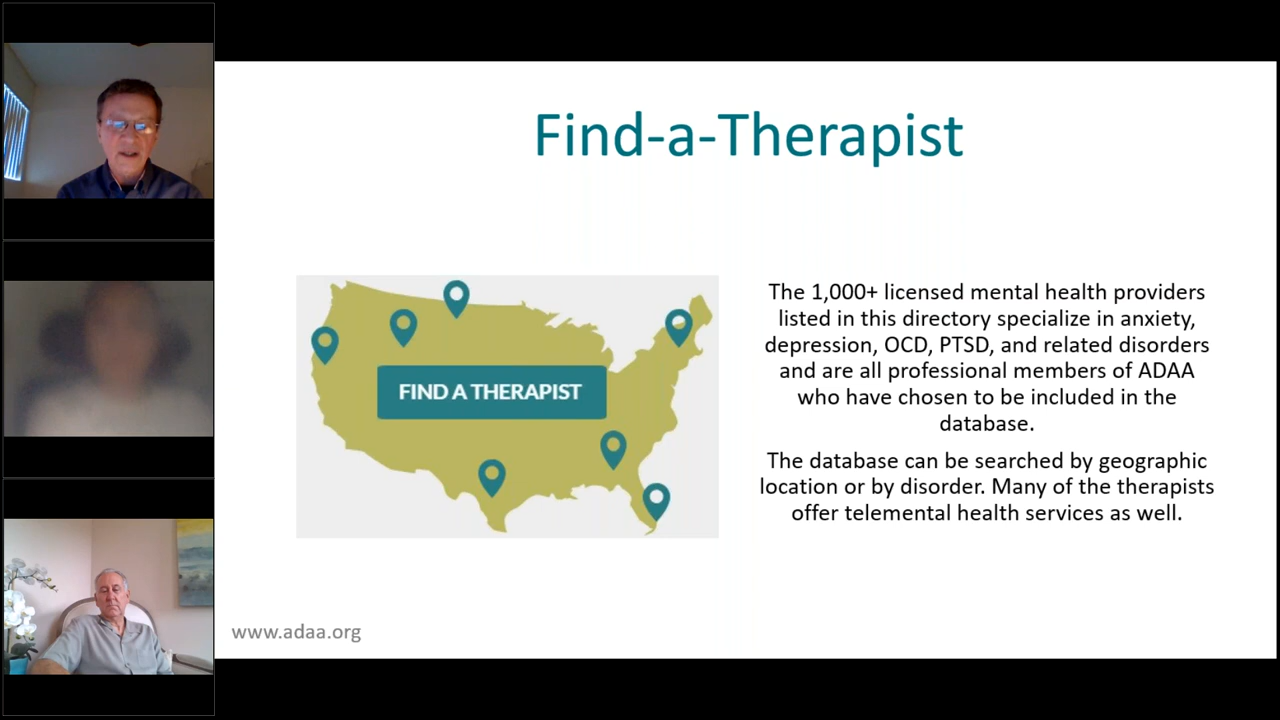 Find-a-Therapist
FIND A THERAPIST
The 1,000+ licensed mental health providers
listed in this directory specialize in anxiety,
depression, OCD, PTSD, and related disorders
and are all professional members of ADAA
who have chosen to be included in the
database.
The database can be searched by geographic
location or by disorder. Many of the therapists
offer telemental health services as well.
www.adaa.org